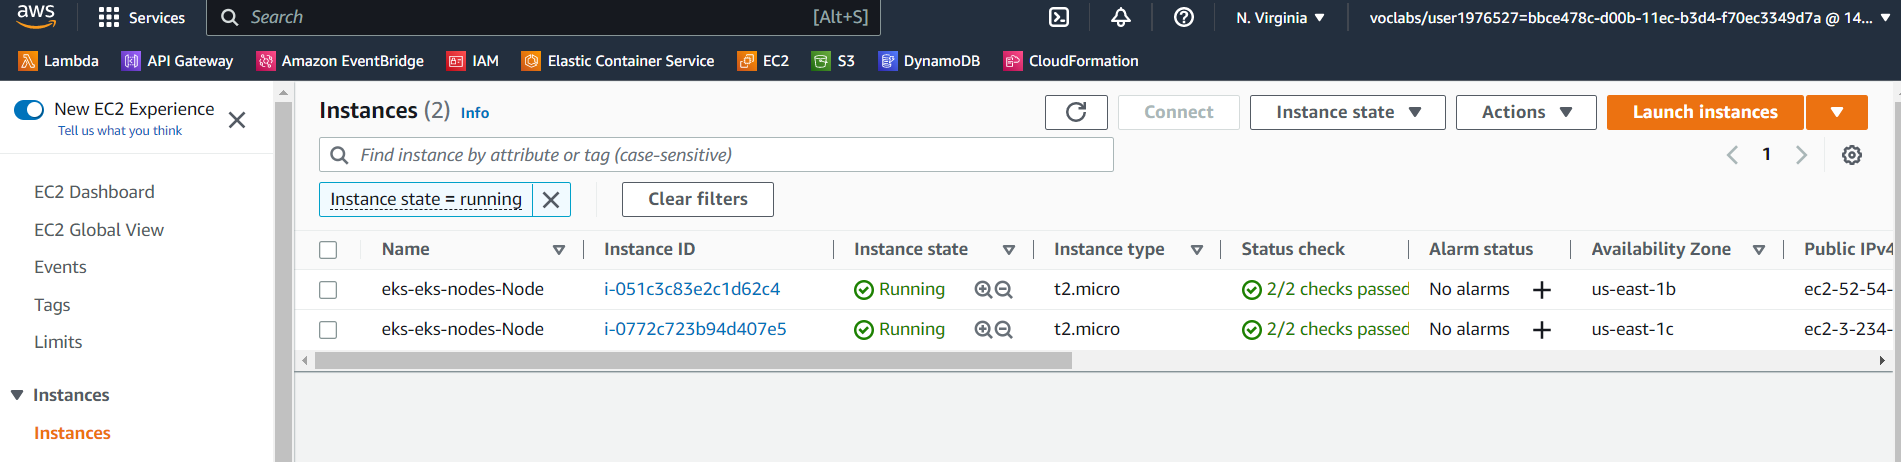 aws Services Search [Alt+S] N. Virginia voclabs/user1976527=bbce478c-d00b-11ec-b3d4-f70ec3349d7a @ 14...
Lambda API Gateway Amazon EventBridge IAM Elastic Container Service EC2 S3 DynamoDB CloudFormation
New EC2 Experience
Tell us what you think
EC2 Dashboard
EC2 Global View
Events
Tags
Limits
Instances
Instances
Instances (2) Info Connect Instance state Actions Launch instances
Find instance by attribute or tag (case-sensitive) 1
Instance state = running Clear filters
Name Instance ID Instance state Instance type Status check Alarm status Availability Zone Public IPv4
eks-eks-nodes-Node i-051c3c83e2c1d62c4 Running t2.micro 2/2 checks passed No alarms us-east-1b ec2-52-54-
eks-eks-nodes-Node i-0772c723b94d407e5 Running t2.micro 2/2 checks passed No alarms us-east-1c ec2-3-234-